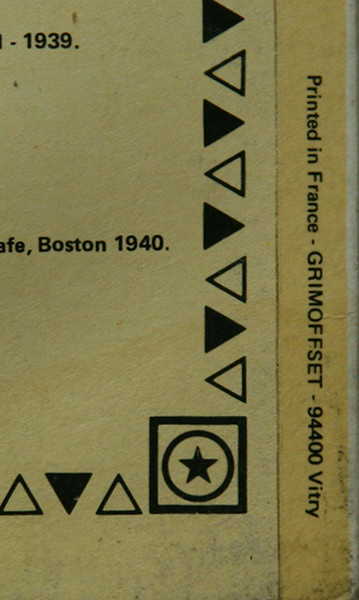 - 1939.
afe, Boston 1940.
Printed in France - GRIMOFFSET - 94400 Vitry